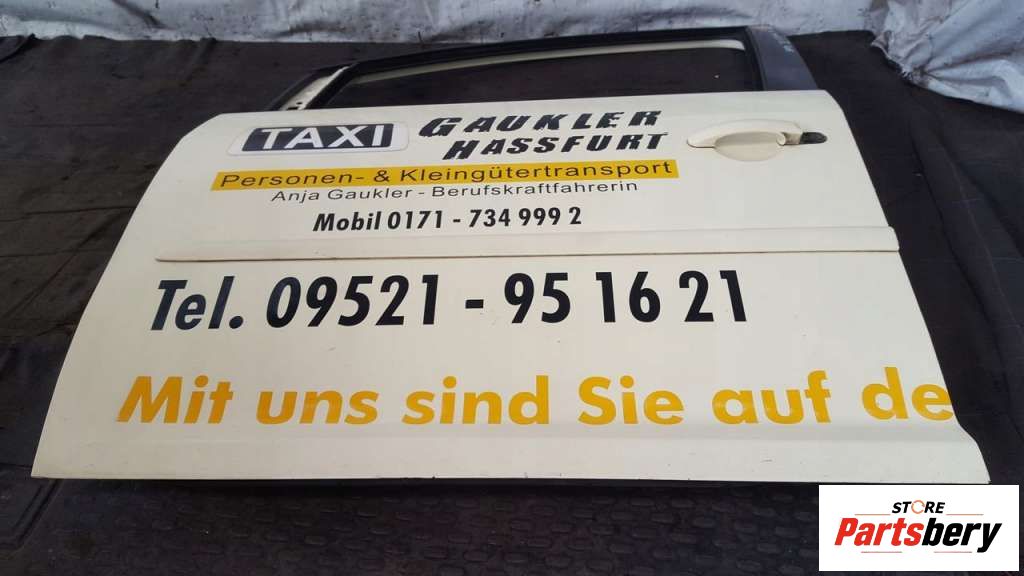 TAXI
GAUKLER
HASSFURT
Personen- & Kleingütertransport
Anja Gaukler - Berufskraftfahrerin
Mobil 0171 - 734 999 2
Tel. 09521 - 95 16 21
Mit uns sind Sie auf de
STORE
Partsbery